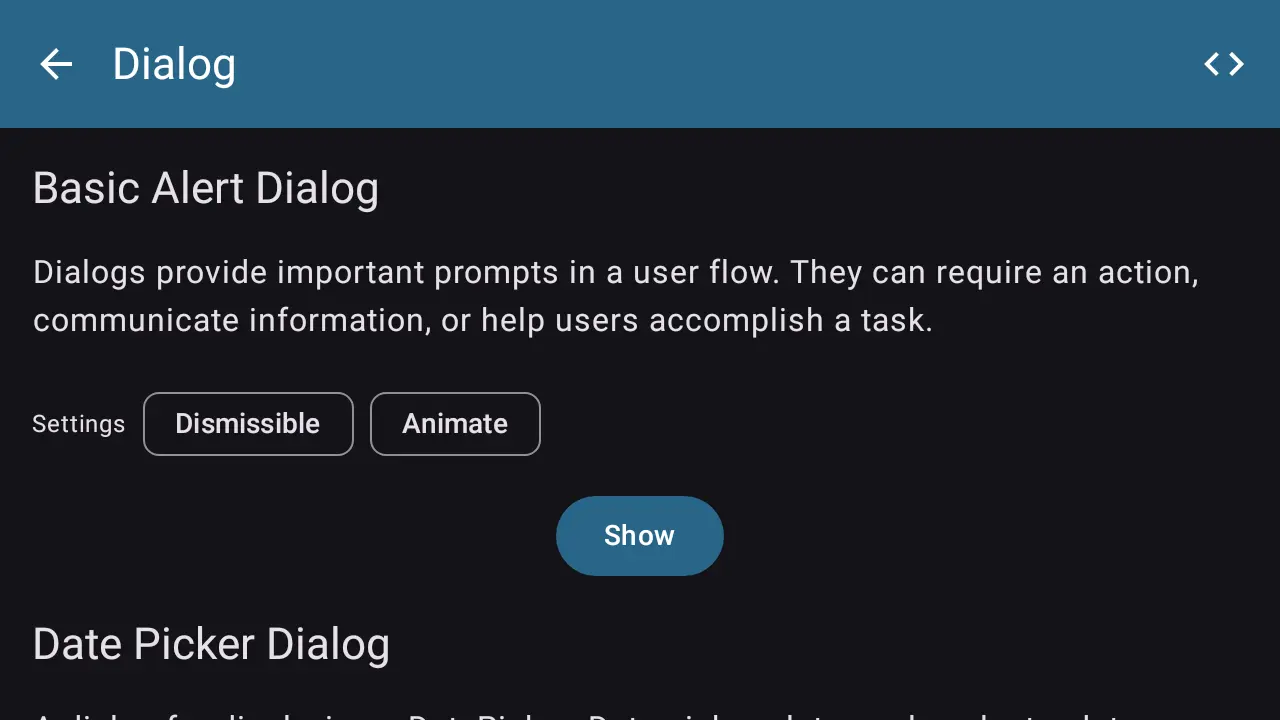 Dialog
Basic Alert Dialog
Dialogs provide important prompts in a user flow. They can require an action,
communicate information, or help users accomplish a task.
Settings
Dismissible
Animate
Show
Date Picker Dialog